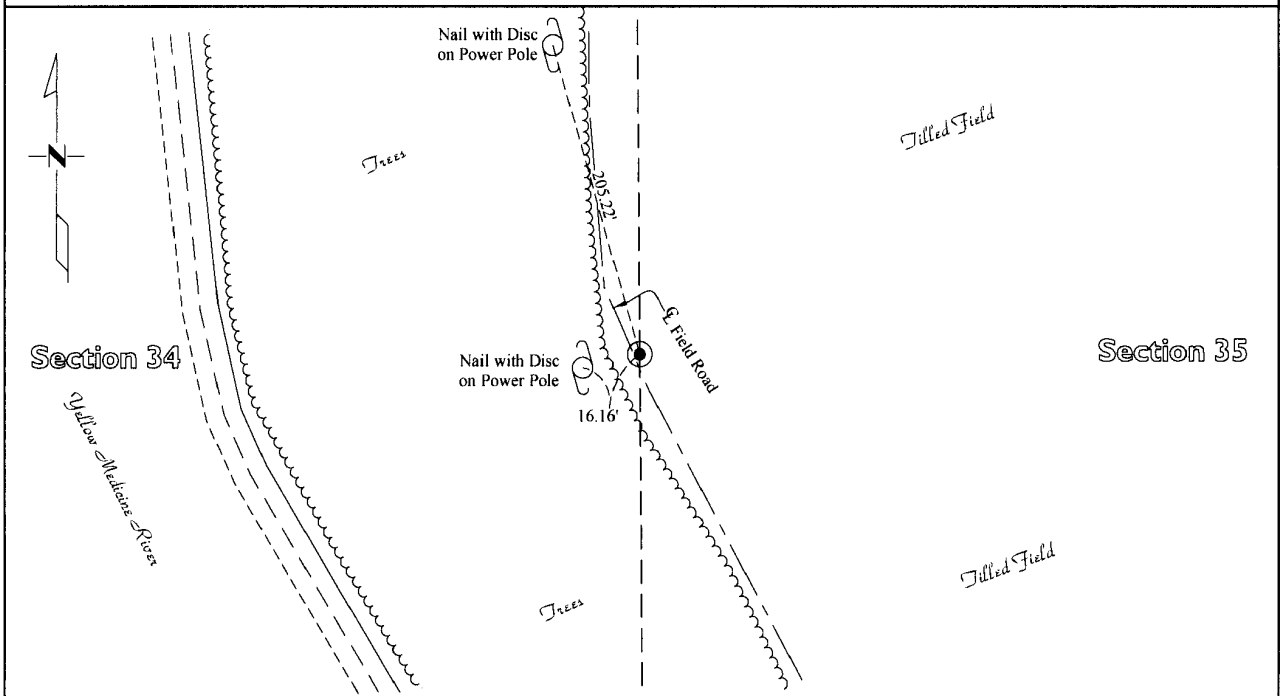 Nail with Disc
on Power Pole
Tilled Field
Trees
N
205.22'
Section 34
℄ Field Road
Section 35
Nail with Disc
on Power Pole
16.16'
Yellow Medicine River
Tilled Field
Trees